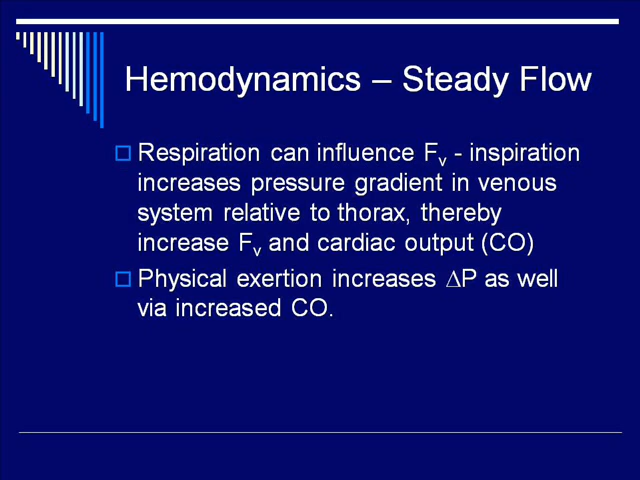 Hemodynamics – Steady Flow
Respiration can influence Fv - inspiration
increases pressure gradient in venous
system relative to thorax, thereby
increase Fv and cardiac output (CO)
Physical exertion increases ∆P as well
via increased CO.